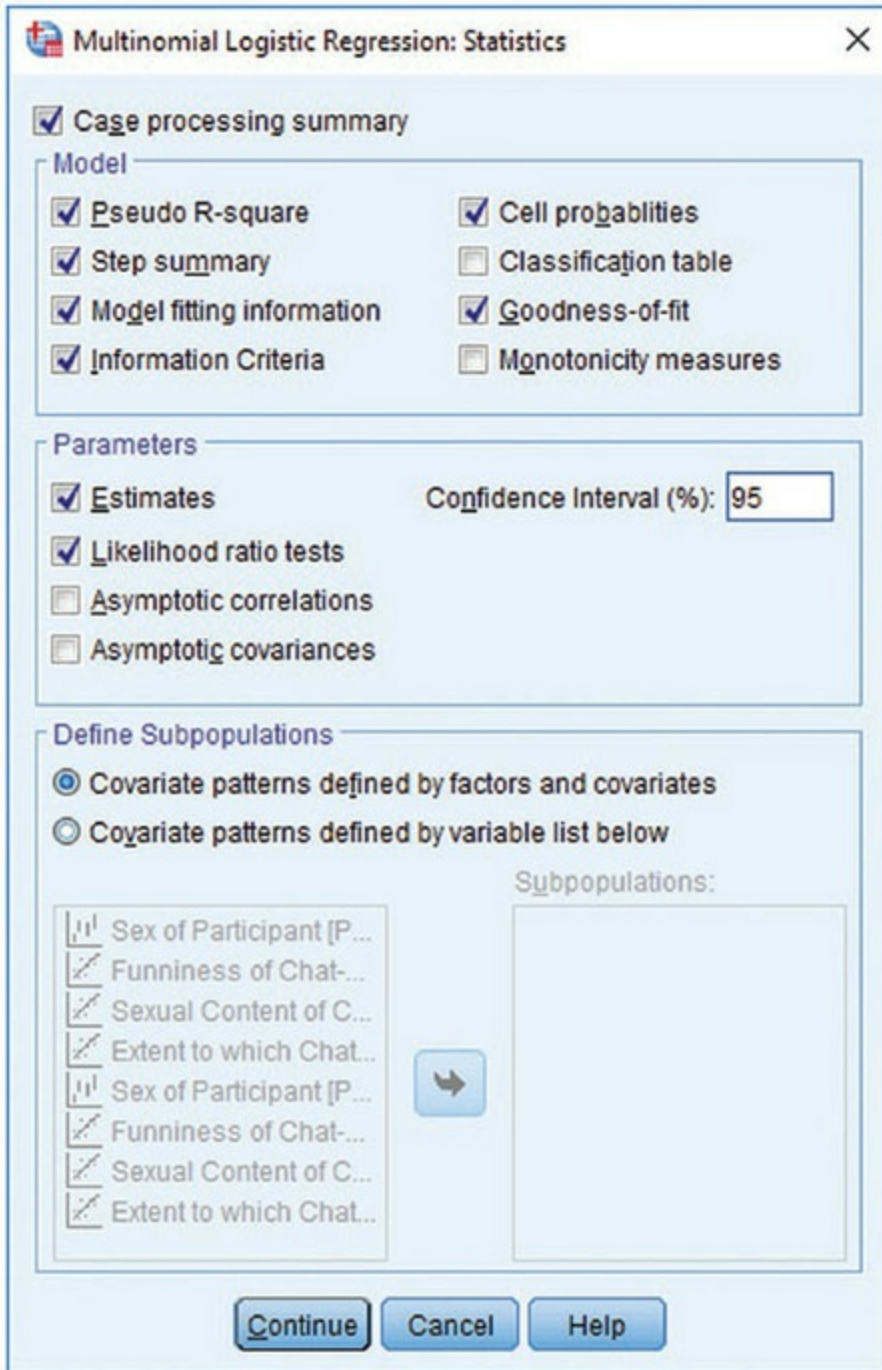 Multinomial Logistic Regression: Statistics
Case processing summary
Model
Pseudo R-square
Cell probablities
Step summary
Classification table
Model fitting information
Goodness-of-fit
Information Criteria
Monotonicity measures
Parameters
Estimates
Confidence Interval (%): 95
Likelihood ratio tests
Asymptotic correlations
Asymptotic covariances
Define Subpopulations
Covariate patterns defined by factors and covariates
Covariate patterns defined by variable list below
Subpopulations:
Sex of Participant [P...
Funniness of Chat-...
Sexual Content of C...
Extent to which Chat...
Sex of Participant [P...
Funniness of Chat-...
Sexual Content of C...
Extent to which Chat...
Continue Cancel Help